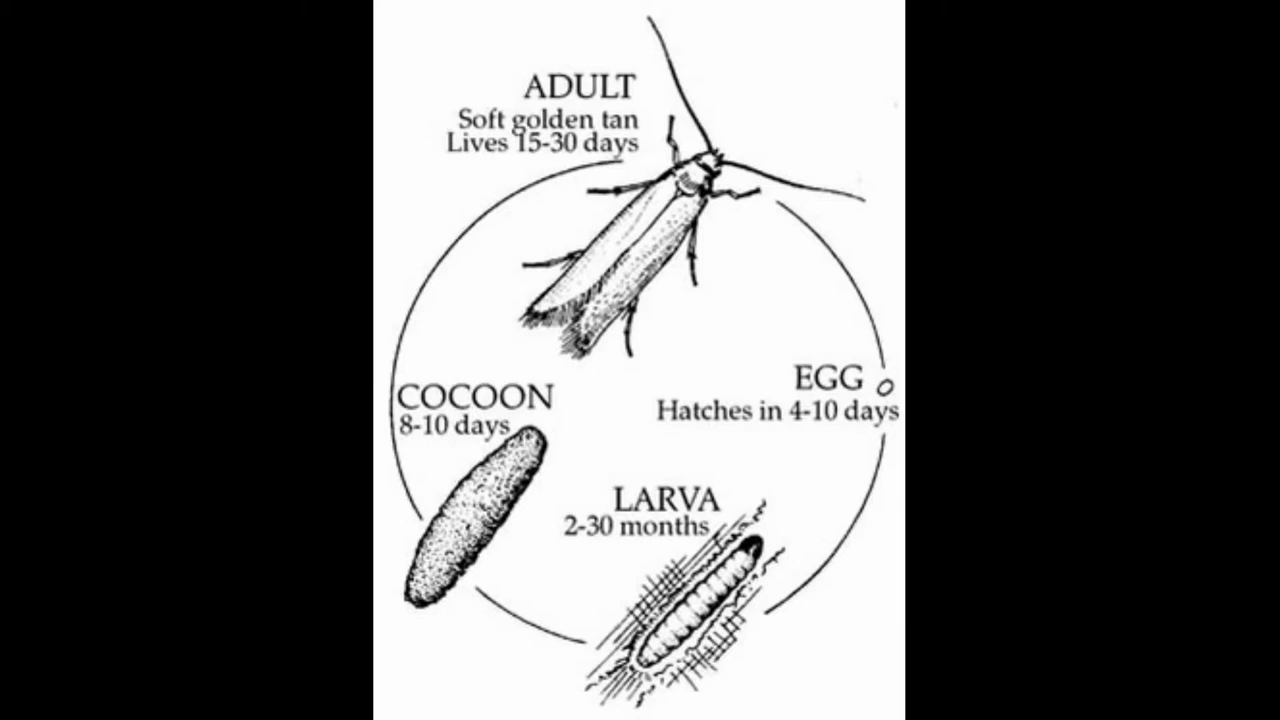 ADULT
Soft golden tan
Lives 15-30 days
EGG
Hatches in 4-10 days
LARVA
2-30 months
COCOON
8-10 days